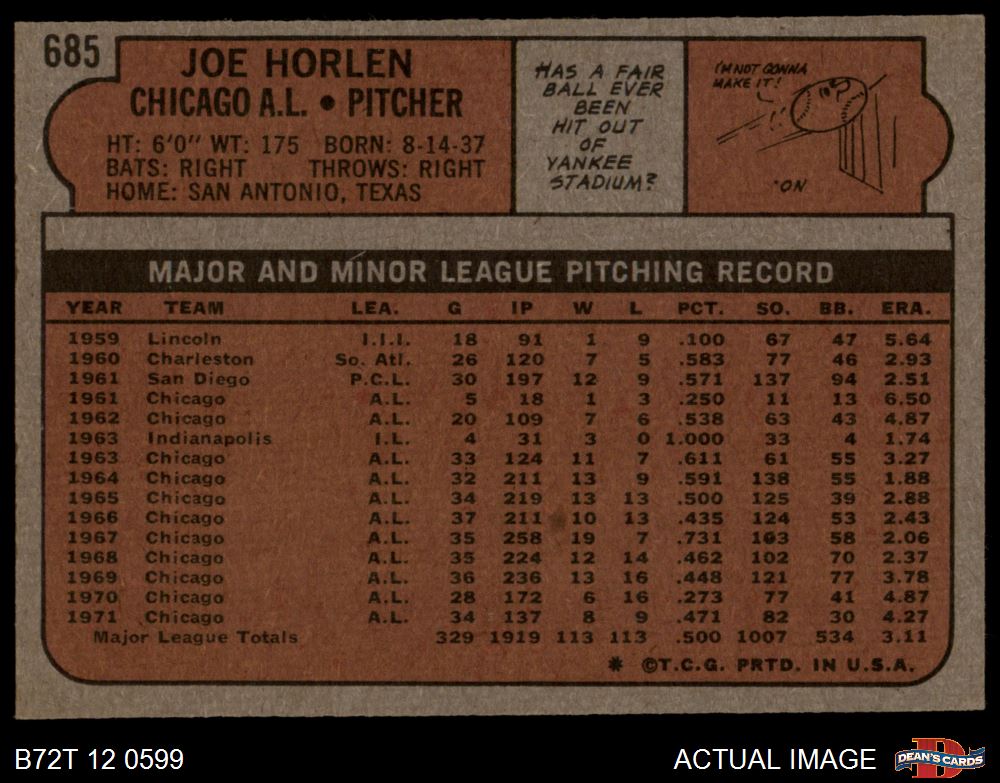 685
JOE HORLEN
CHICAGO A.L. • PITCHER
HT: 6'0" WT: 175 BORN: 8-14-37
BATS: RIGHT THROWS: RIGHT
HOME: SAN ANTONIO, TEXAS
HAS A FAIR
BALL EVER
BEEN
HIT OUT
OF
YANKEE
STADIUM?
I'M NOT GONNA
MAKE IT!
"ON
MAJOR AND MINOR LEAGUE PITCHING RECORD
YEAR TEAM LEA. G IP W L PCT. SO. BB. ERA.
1959 Lincoln I.I.I. 18 91 1 9 .100 67 47 5.64
1960 Charleston So. Atl. 26 120 7 5 .583 77 46 2.93
1961 San Diego P.C.L. 30 197 12 9 .571 137 94 2.51
1961 Chicago A.L. 5 18 1 3 .250 11 13 6.50
1962 Chicago A.L. 20 109 7 6 .538 63 43 4.87
1963 Indianapolis I.L. 4 31 3 0 1.000 33 4 1.74
1963 Chicago A.L. 33 124 11 7 .611 61 55 3.27
1964 Chicago A.L. 32 211 13 9 .591 138 55 1.88
1965 Chicago A.L. 34 219 13 13 .500 125 39 2.88
1966 Chicago A.L. 37 211 10 13 .435 124 53 2.43
1967 Chicago A.L. 35 258 19 7 .731 103 58 2.06
1968 Chicago A.L. 35 224 12 14 .462 102 70 2.37
1969 Chicago A.L. 36 236 13 16 .448 121 77 3.78
1970 Chicago A.L. 28 172 6 16 .273 77 41 4.87
1971 Chicago A.L. 34 137 8 9 .471 82 30 4.27
Major League Totals 329 1919 113 113 .500 1007 534 3.11
* ©T.C.G. PRTD. IN U.S.A.
B72T 12 0599
ACTUAL IMAGE
D
DEAN'S CARDS